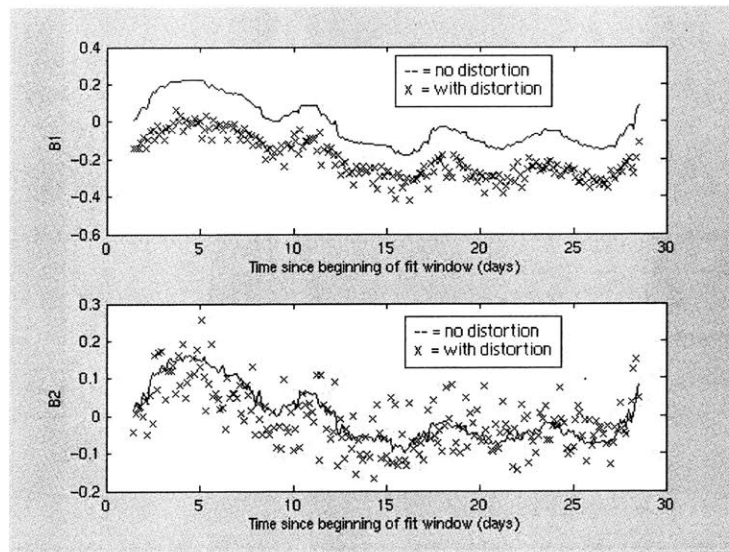 0.4
0.2
0
-0.2
-0.4
-0.6
B1
-- = no distortion
× = with distortion
0 5 10 15 20 25 30
Time since beginning of fit window (days)
0.3
0.2
0.1
0
-0.1
-0.2
B2
-- = no distortion
× = with distortion
0 5 10 15 20 25 30
Time since beginning of fit window (days)